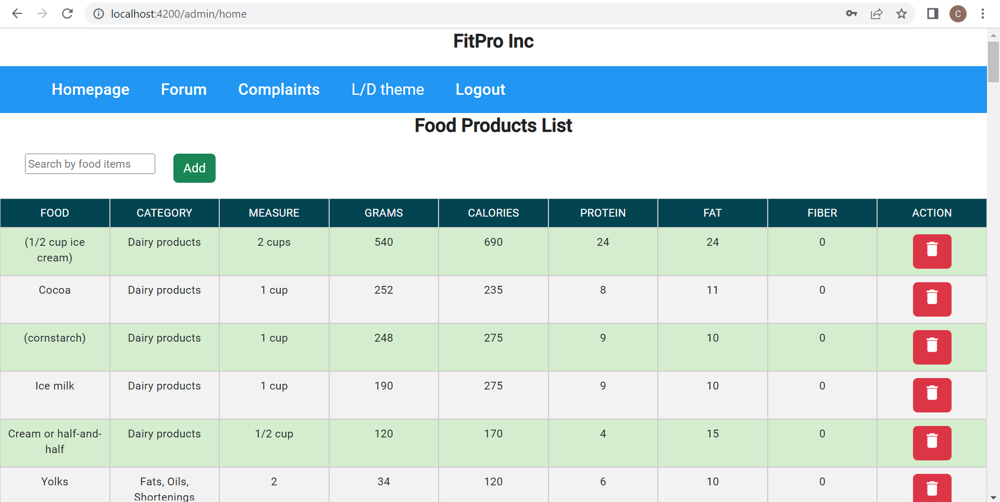 localhost:4200/admin/home
C
FitPro Inc
Homepage Forum Complaints L/D theme Logout
Food Products List
Search by food items Add
FOOD CATEGORY MEASURE GRAMS CALORIES PROTEIN FAT FIBER ACTION
(1/2 cup ice Dairy products 2 cups 540 690 24 24 0
cream)
Cocoa Dairy products 1 cup 252 235 8 11 0
(cornstarch) Dairy products 1 cup 248 275 9 10 0
Ice milk Dairy products 1 cup 190 275 9 10 0
Cream or half-and- Dairy products 1/2 cup 120 170 4 15 0
half
Yolks Fats, Oils, 2 34 120 6 10 0
Shortenings